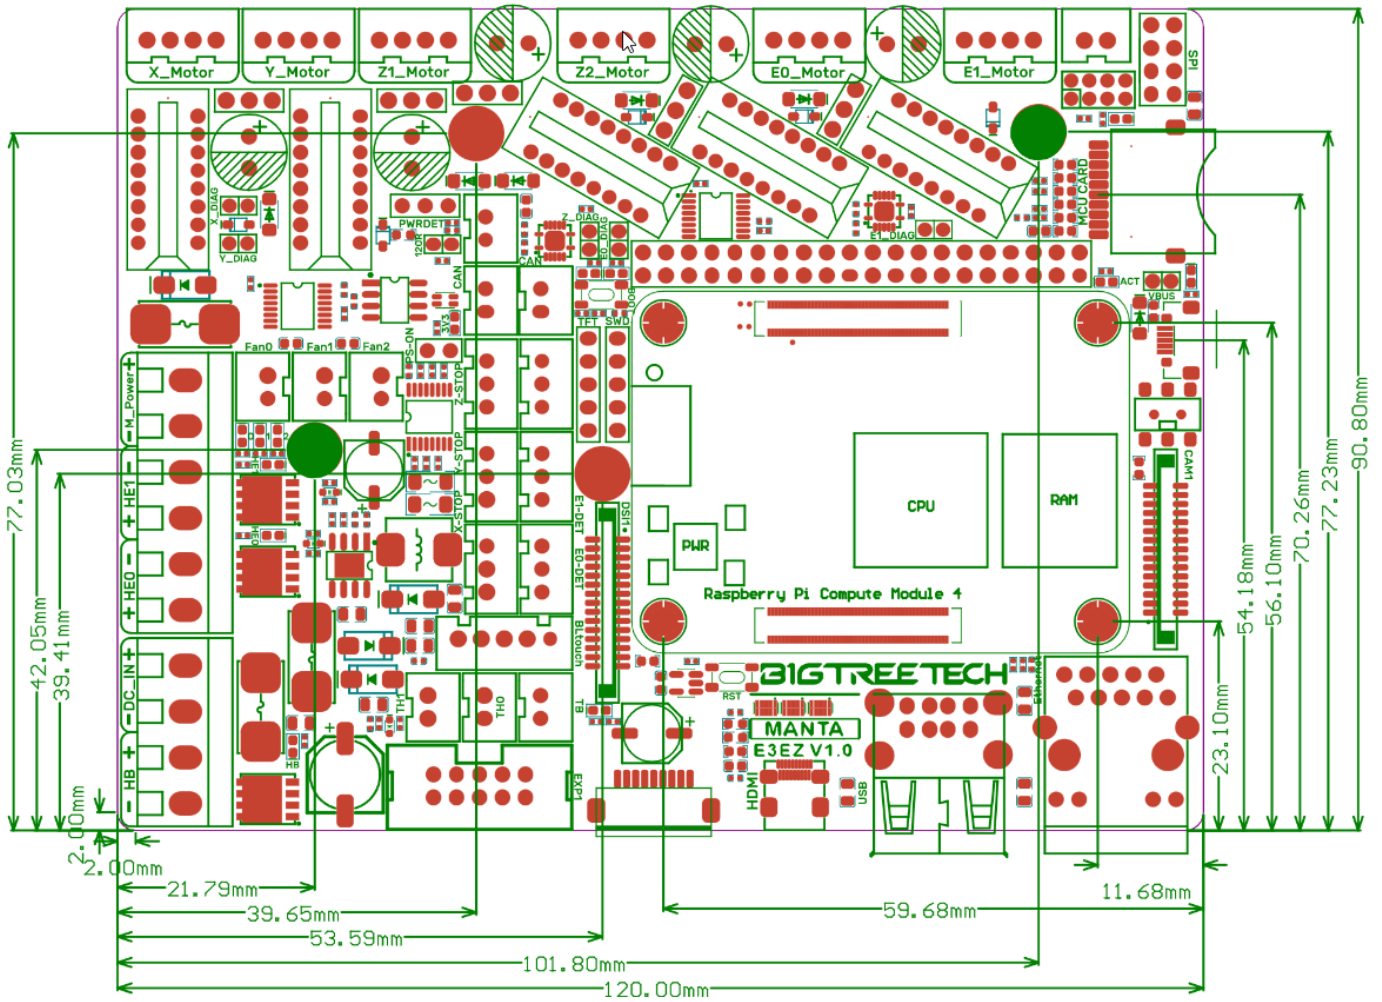 X_Motor
Y_Motor
Z1_Motor
Z2_Motor
E0_Motor
E1_Motor
SPI
+
+
+
+
+
MCU CARD
X_DIAG
Y_DIAG
PWRDET
120R
CAN
CAN
Z_DIAG
E0_DIAG
E1_DIAG
ACT
VBUS
BOOT
3V3
TFT
SWD
Fan0
Fan1
Fan2
PS-ON
Z-STOP
Y-STOP
X-STOP
M_Power
+
-
HE1
-
+
HE0
-
+
DC_IN
+
-
HB
+
-
HE1
HE0
E1-DET
E0-DET
DSI1
BLtouch
CAM1
CPU
RAM
PWR
Raspberry Pi Compute Module 4
BIGTREETECH
MANTA
E3EZ V1.0
Ethernet
RST
TH1
TH0
TB
HB
+
+
+
EXP1
HDMI
USB
77.03mm
42.05mm
39.41mm
2.00mm
2.00mm
21.79mm
39.65mm
53.59mm
101.80mm
120.00mm
59.68mm
11.68mm
23.10mm
54.18mm
56.10mm
70.26mm
77.23mm
90.80mm